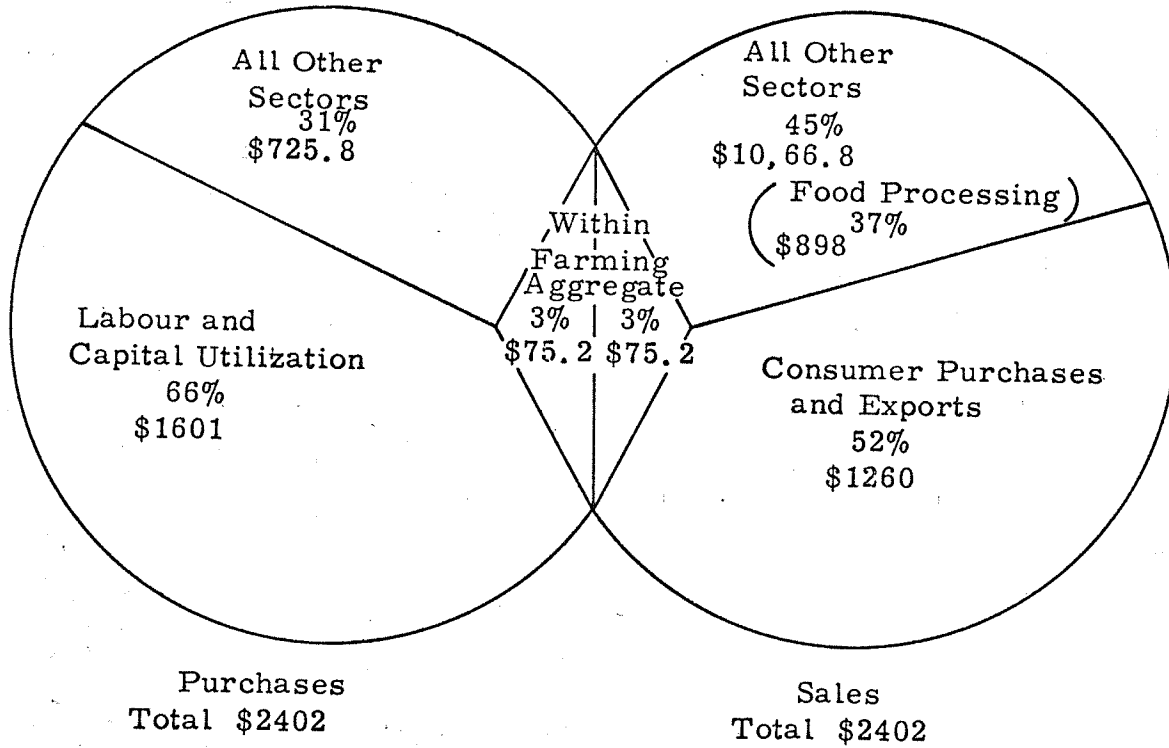 All Other
Sectors
31%
$725.8
Labour and
Capital Utilization
66%
$1601
Within
Farming
Aggregate
3% 3%
$75.2 $75.2
All Other
Sectors
45%
$10,66.8
(Food Processing)
37%
$898
Consumer Purchases
and Exports
52%
$1260
Purchases
Total $2402
Sales
Total $2402